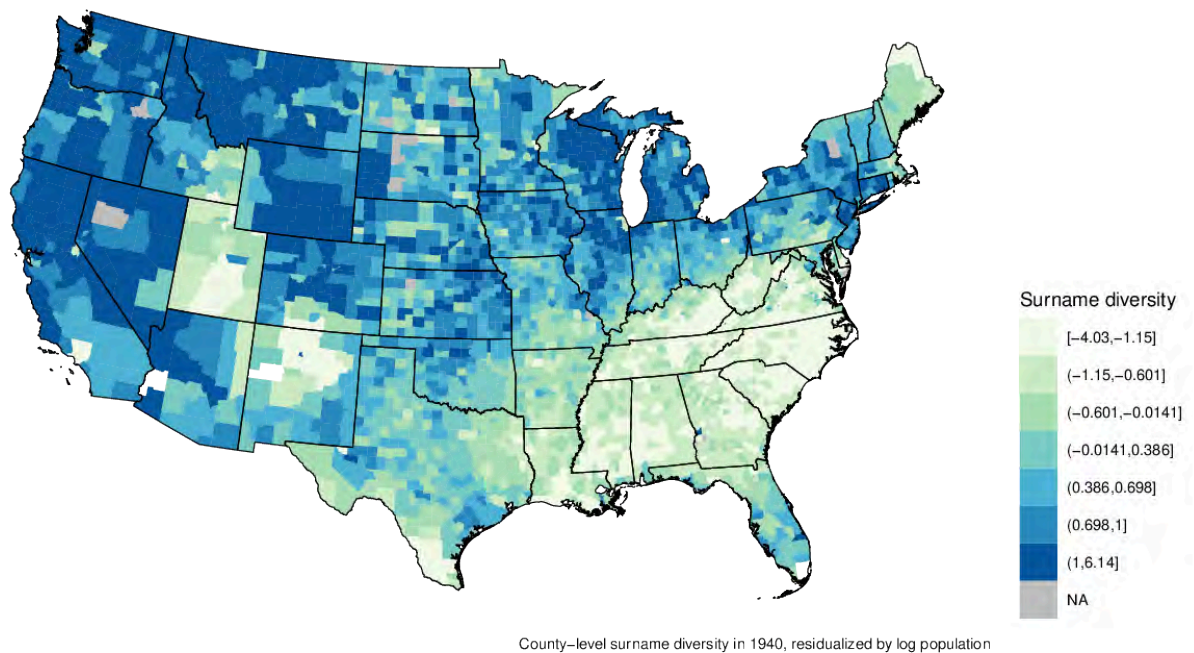 Surname diversity
[−4.03,−1.15]
(−1.15,−0.601]
(−0.601,−0.0141]
(−0.0141,0.386]
(0.386,0.698]
(0.698,1]
(1,6.14]
NA
County−level surname diversity in 1940, residualized by log population